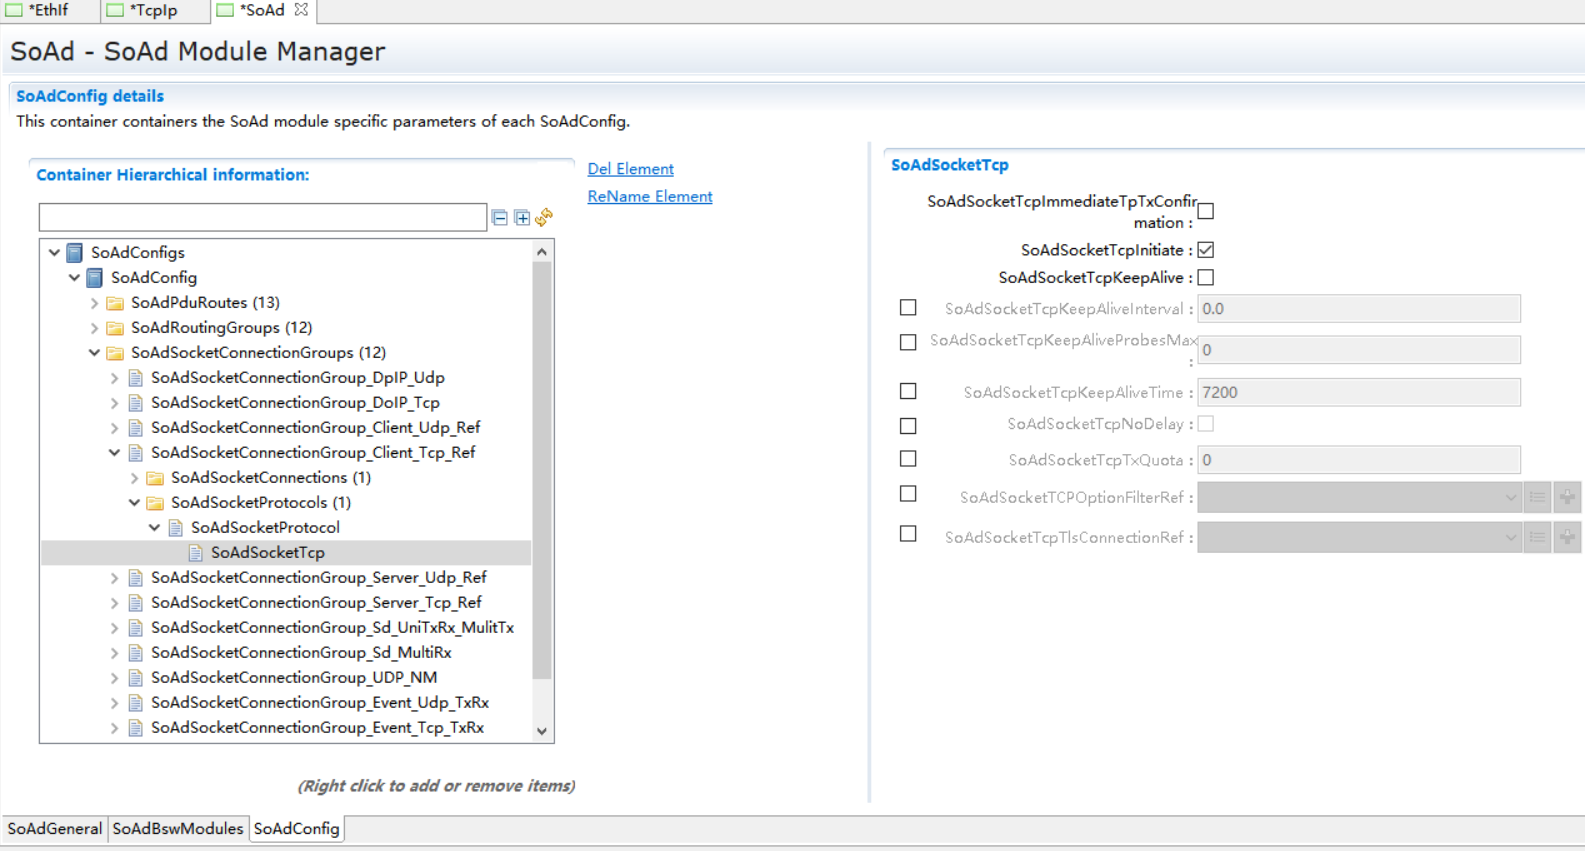 *EthIf
*TcpIp
*SoAd
SoAd - SoAd Module Manager
SoAdConfig details
This container containers the SoAd module specific parameters of each SoAdConfig.
Container Hierarchical information:
Del Element
ReName Element
SoAdConfigs
SoAdConfig
SoAdPduRoutes (13)
SoAdRoutingGroups (12)
SoAdSocketConnectionGroups (12)
SoAdSocketConnectionGroup_DpIP_Udp
SoAdSocketConnectionGroup_DoIP_Tcp
SoAdSocketConnectionGroup_Client_Udp_Ref
SoAdSocketConnectionGroup_Client_Tcp_Ref
SoAdSocketConnections (1)
SoAdSocketProtocols (1)
SoAdSocketProtocol
SoAdSocketTcp
SoAdSocketConnectionGroup_Server_Udp_Ref
SoAdSocketConnectionGroup_Server_Tcp_Ref
SoAdSocketConnectionGroup_Sd_UniTxRx_MulitTx
SoAdSocketConnectionGroup_Sd_MultiRx
SoAdSocketConnectionGroup_UDP_NM
SoAdSocketConnectionGroup_Event_Udp_TxRx
SoAdSocketConnectionGroup_Event_Tcp_TxRx
(Right click to add or remove items)
SoAdSocketTcp
SoAdSocketTcpImmediateTpTxConfir
mation :
SoAdSocketTcpInitiate :
SoAdSocketTcpKeepAlive :
SoAdSocketTcpKeepAliveInterval : 0.0
SoAdSocketTcpKeepAliveProbesMax
: 0
SoAdSocketTcpKeepAliveTime : 7200
SoAdSocketTcpNoDelay :
SoAdSocketTcpTxQuota : 0
SoAdSocketTCPOptionFilterRef :
SoAdSocketTcpTlsConnectionRef :
SoAdGeneral
SoAdBswModules
SoAdConfig